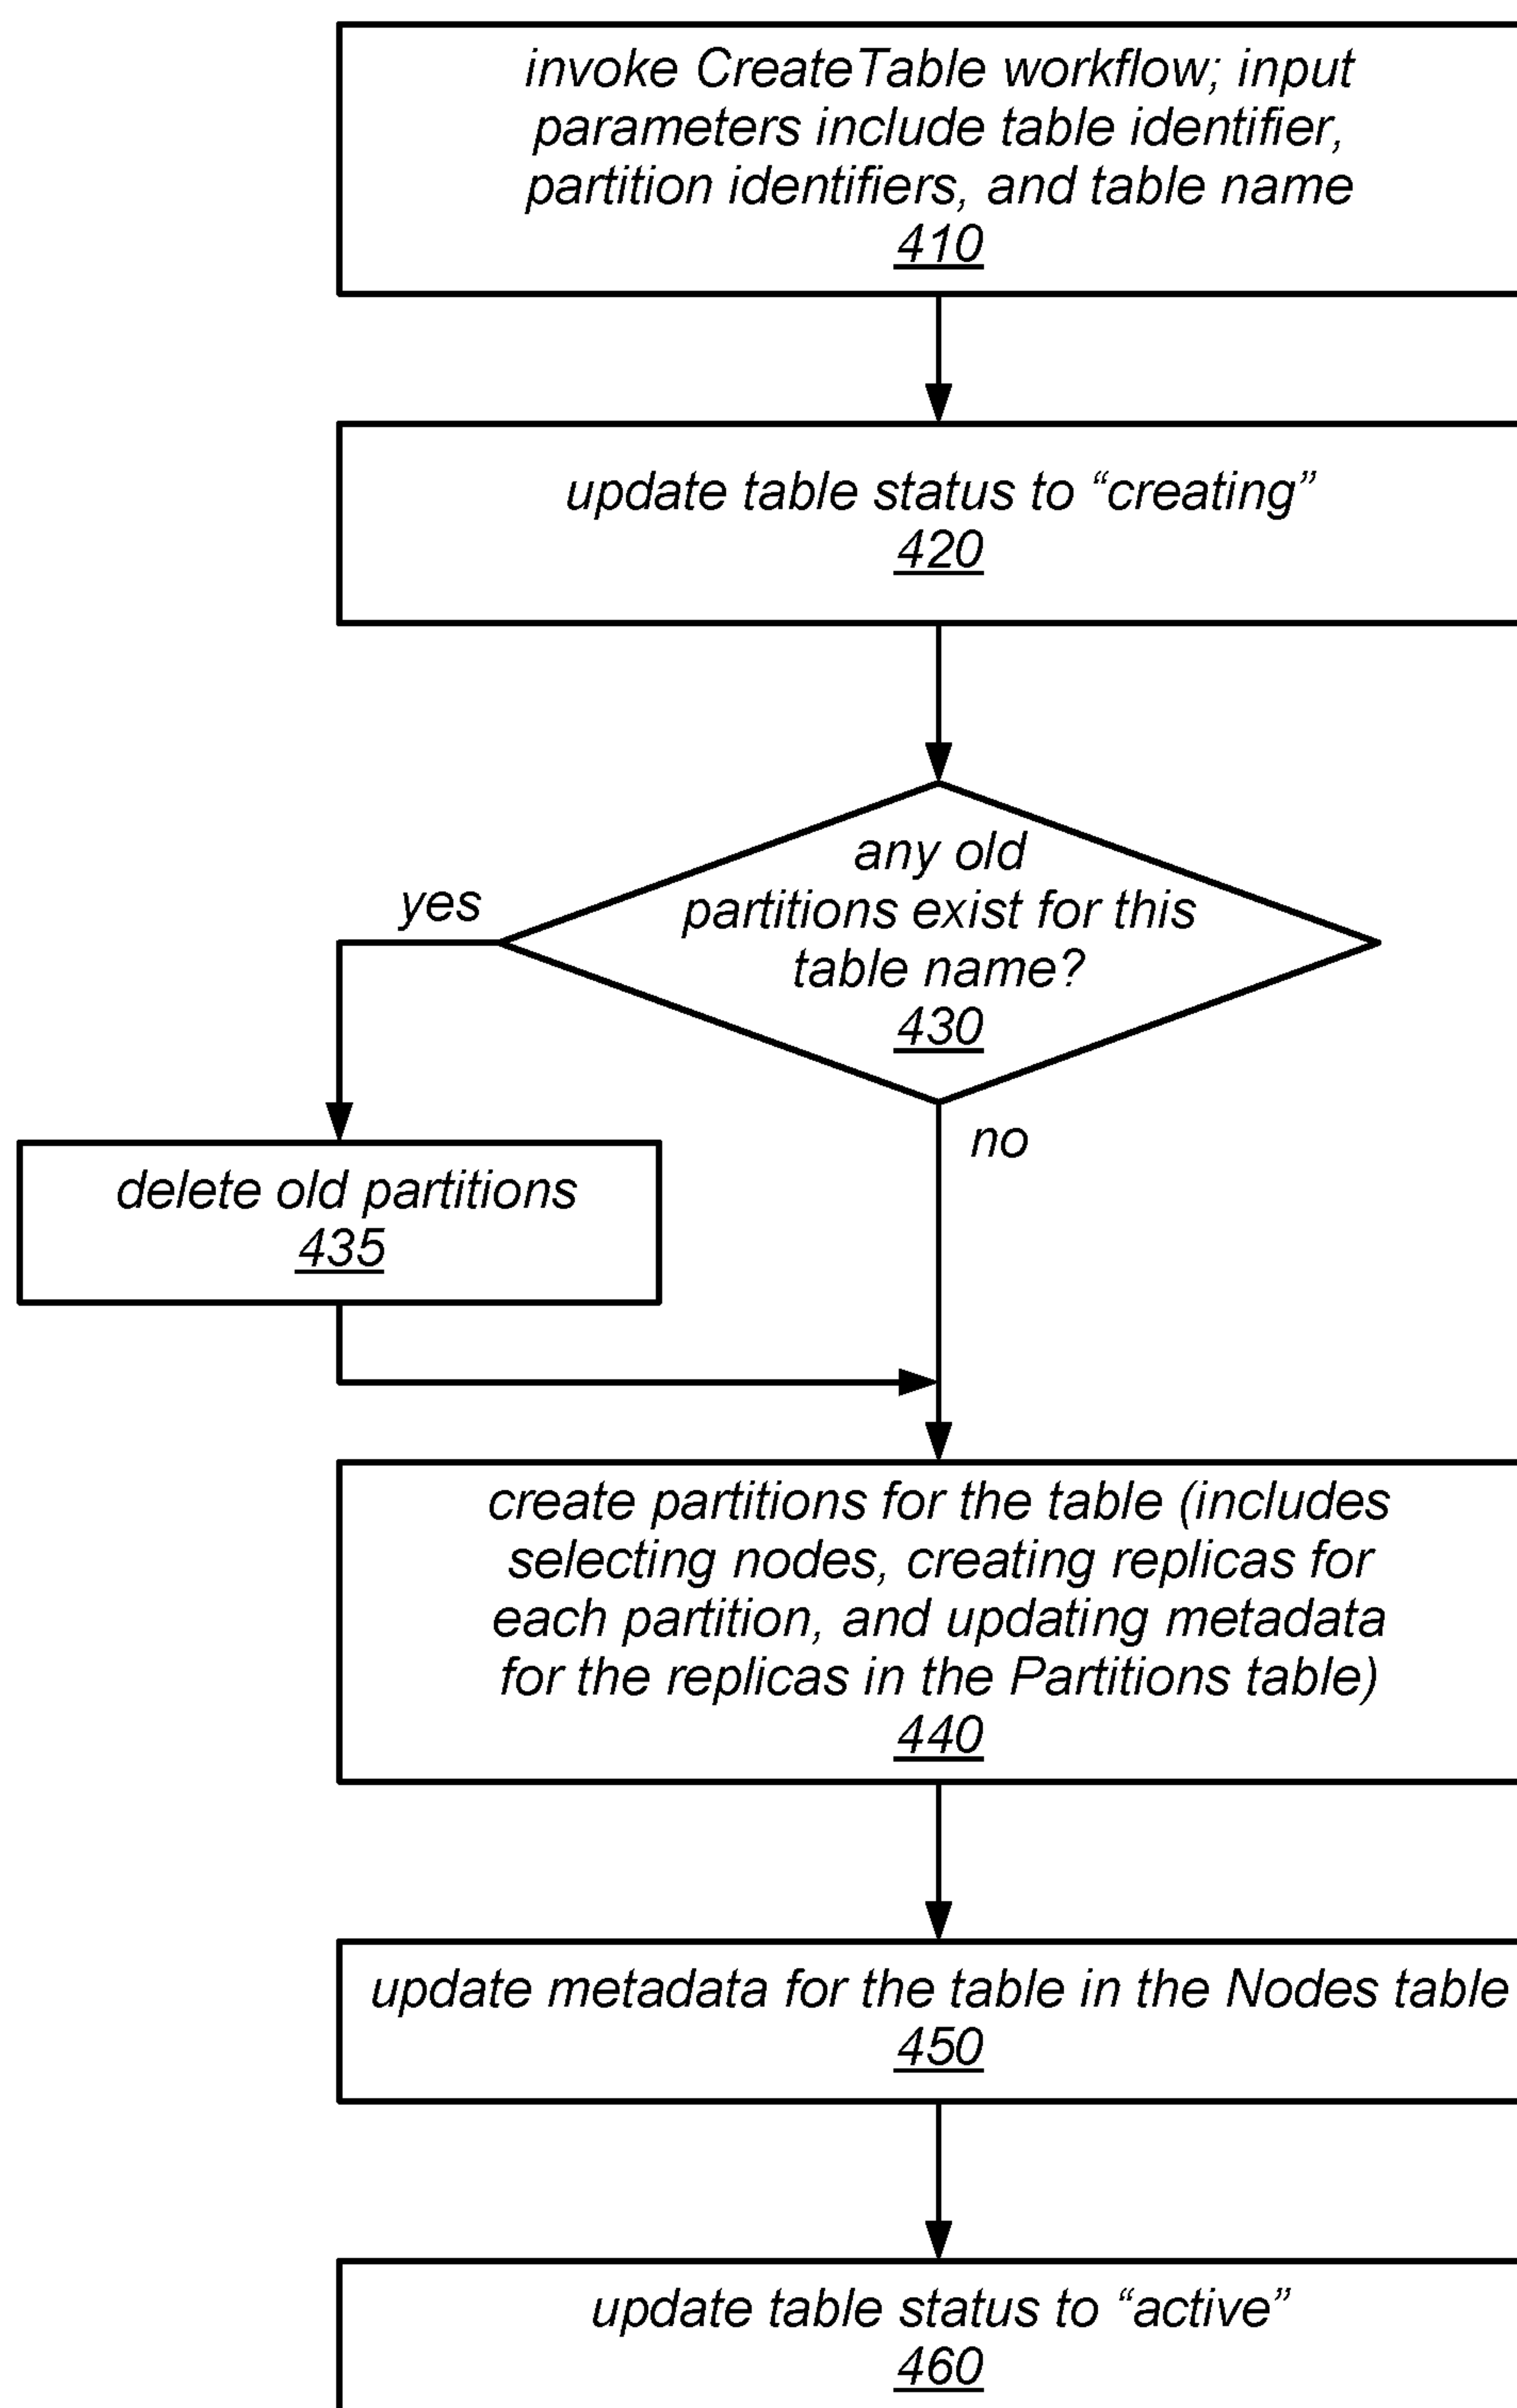 invoke CreateTable workflow; input
parameters include table identifier,
partition identifiers, and table name
410
update table status to “creating”
420
any old
partitions exist for this
table name?
430
yes
no
delete old partitions
435
create partitions for the table (includes
selecting nodes, creating replicas for
each partition, and updating metadata
for the replicas in the Partitions table)
440
update metadata for the table in the Nodes table
450
update table status to “active”
460